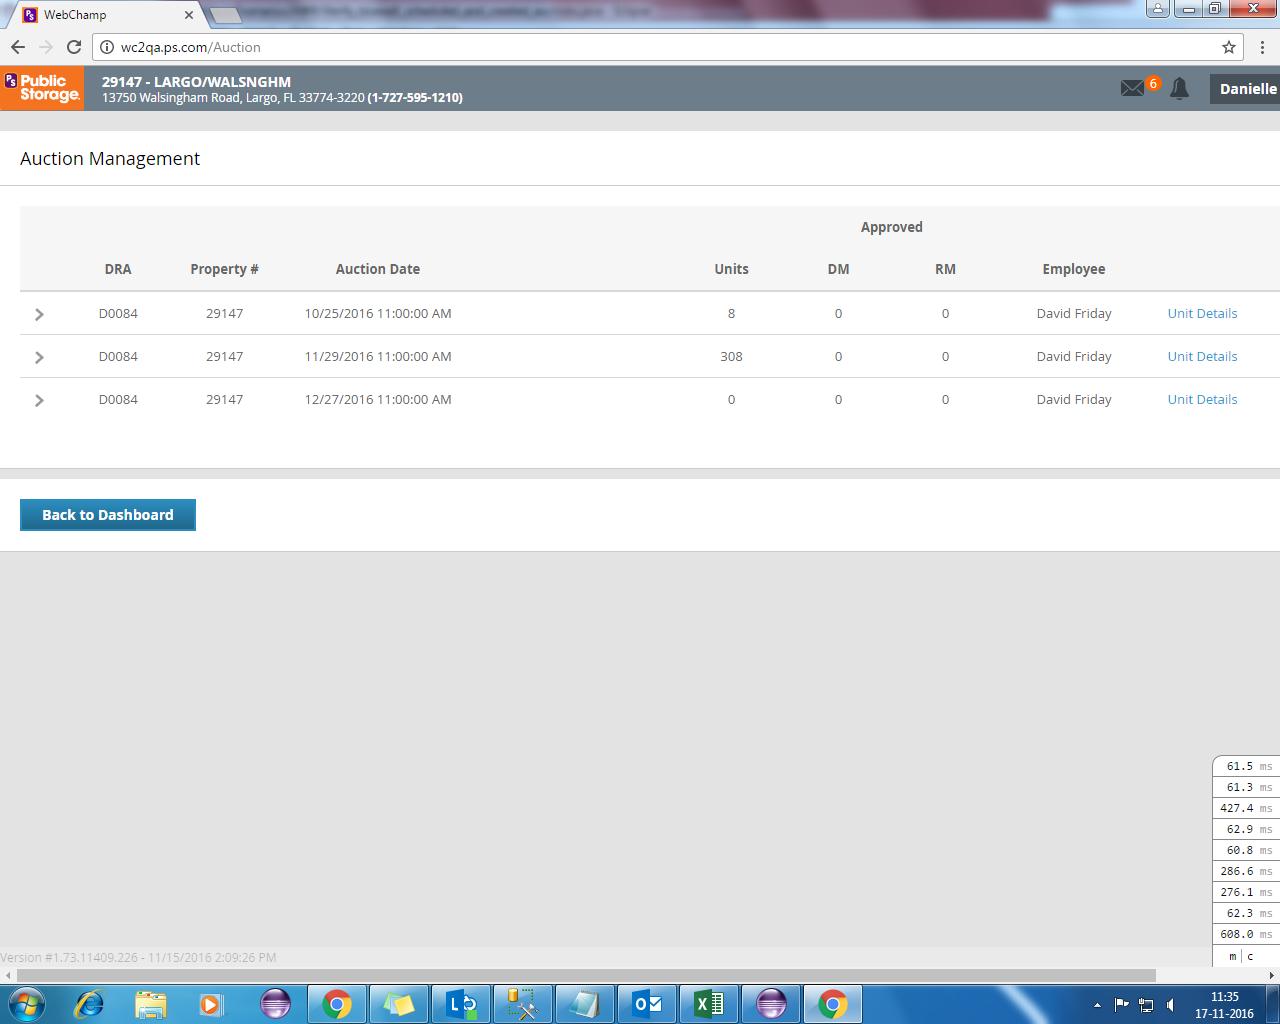 WebChamp
wc2qa.ps.com/Auction
PS Public Storage.
29147 - LARGO/WALSNGHM
13750 Walsingham Road, Largo, FL 33774-3220 (1-727-595-1210)
6
Danielle
Auction Management
Approved
DRA Property # Auction Date Units DM RM Employee
D0084 29147 10/25/2016 11:00:00 AM 8 0 0 David Friday Unit Details
D0084 29147 11/29/2016 11:00:00 AM 308 0 0 David Friday Unit Details
D0084 29147 12/27/2016 11:00:00 AM 0 0 0 David Friday Unit Details
Back to Dashboard
61.5 ms
61.3 ms
427.4 ms
62.9 ms
60.8 ms
286.6 ms
276.1 ms
62.3 ms
608.0 ms
m | c
Version #1.73.11409.226 - 11/15/2016 2:09:26 PM
11:35
17-11-2016